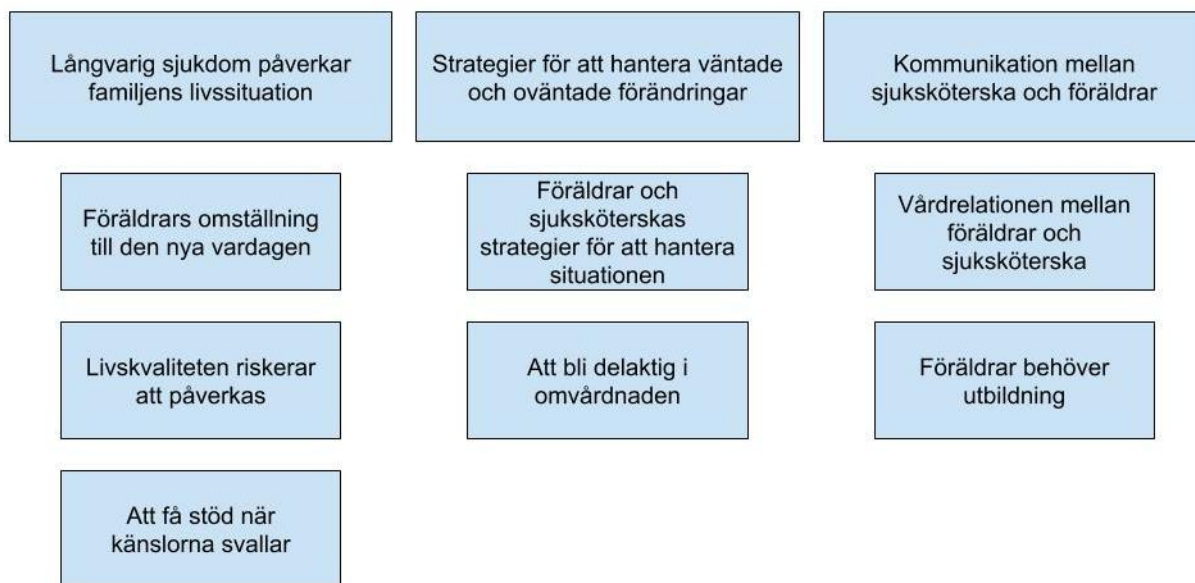 Långvarig sjukdom påverkar
familjens livssituation
Föräldrars omställning
till den nya vardagen
Livskvaliteten riskerar
att påverkas
Att få stöd när
känslorna svallar
Strategier för att hantera väntade
och oväntade förändringar
Föräldrar och
sjuksköterskas
strategier för att hantera
situationen
Att bli delaktig i
omvårdnaden
Kommunikation mellan
sjuksköterska och föräldrar
Vårdrelationen mellan
föräldrar och
sjuksköterska
Föräldrar behöver
utbildning